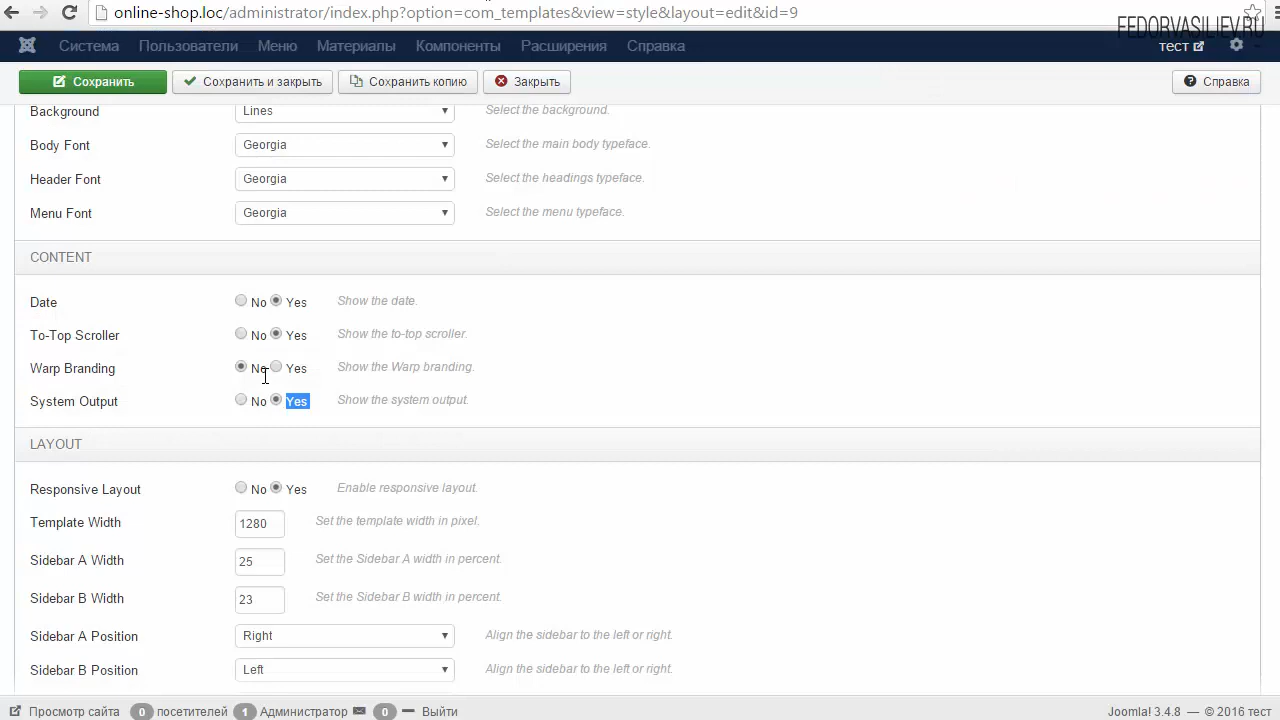 online-shop.loc/administrator/index.php?option=com_templates&view=style&layout=edit&id=9
FEDORVASILIEV.RU
Система Пользователи Меню Материалы Компоненты Расширения Справка тест
Сохранить Сохранить и закрыть Сохранить копию Закрыть Справка
Background Lines Select the background.
Body Font Georgia Select the main body typeface.
Header Font Georgia Select the headings typeface.
Menu Font Georgia Select the menu typeface.
CONTENT
Date No Yes Show the date.
To-Top Scroller No Yes Show the to-top scroller.
Warp Branding No Yes Show the Warp branding.
System Output No Yes Show the system output.
LAYOUT
Responsive Layout No Yes Enable responsive layout.
Template Width 1280 Set the template width in pixel.
Sidebar A Width 25 Set the Sidebar A width in percent.
Sidebar B Width 23 Set the Sidebar B width in percent.
Sidebar A Position Right Align the sidebar to the left or right.
Sidebar B Position Left Align the sidebar to the left or right.
Просмотр сайта 0 посетителей 1 Администратор 0 Выйти Joomla! 3.4.8 — © 2016 тест